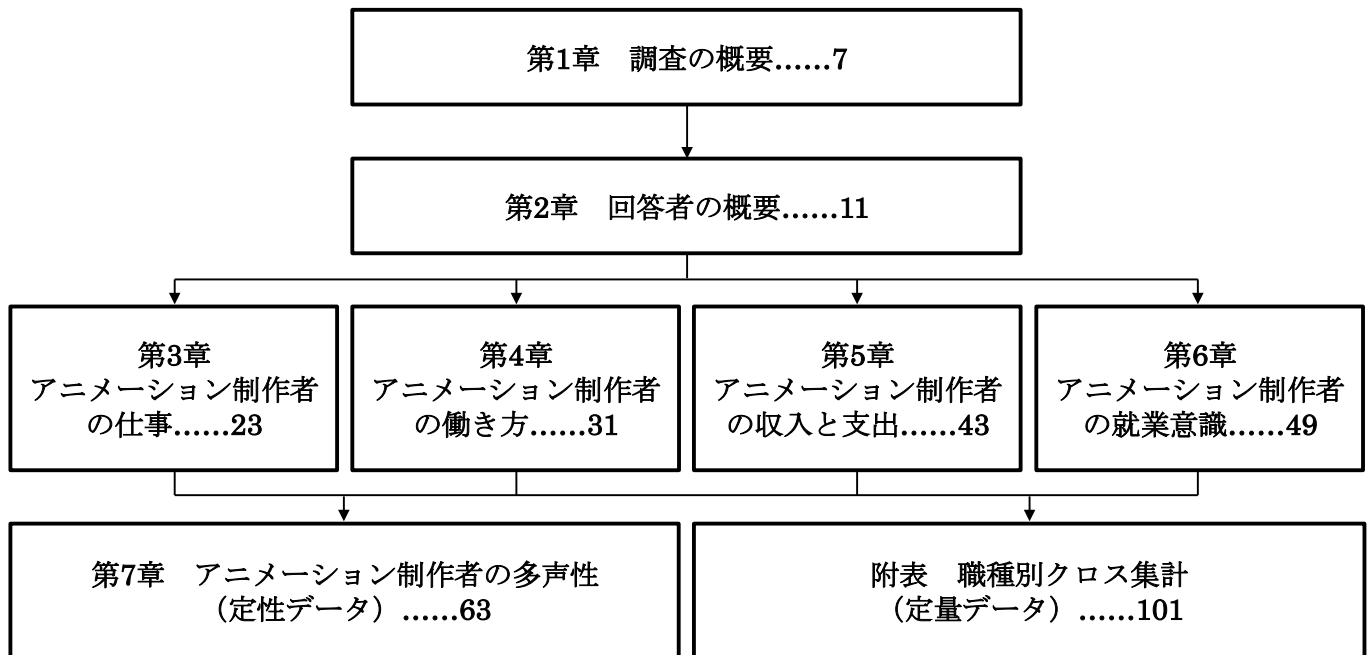 第1章　調査の概要......7
第2章　回答者の概要......11
第3章
アニメーション制作者
の仕事......23
第4章
アニメーション制作者
の働き方......31
第5章
アニメーション制作者
の収入と支出......43
第6章
アニメーション制作者
の就業意識......49
第7章　アニメーション制作者の多声性
（定性データ）......63
附表　職種別クロス集計
（定量データ）......101